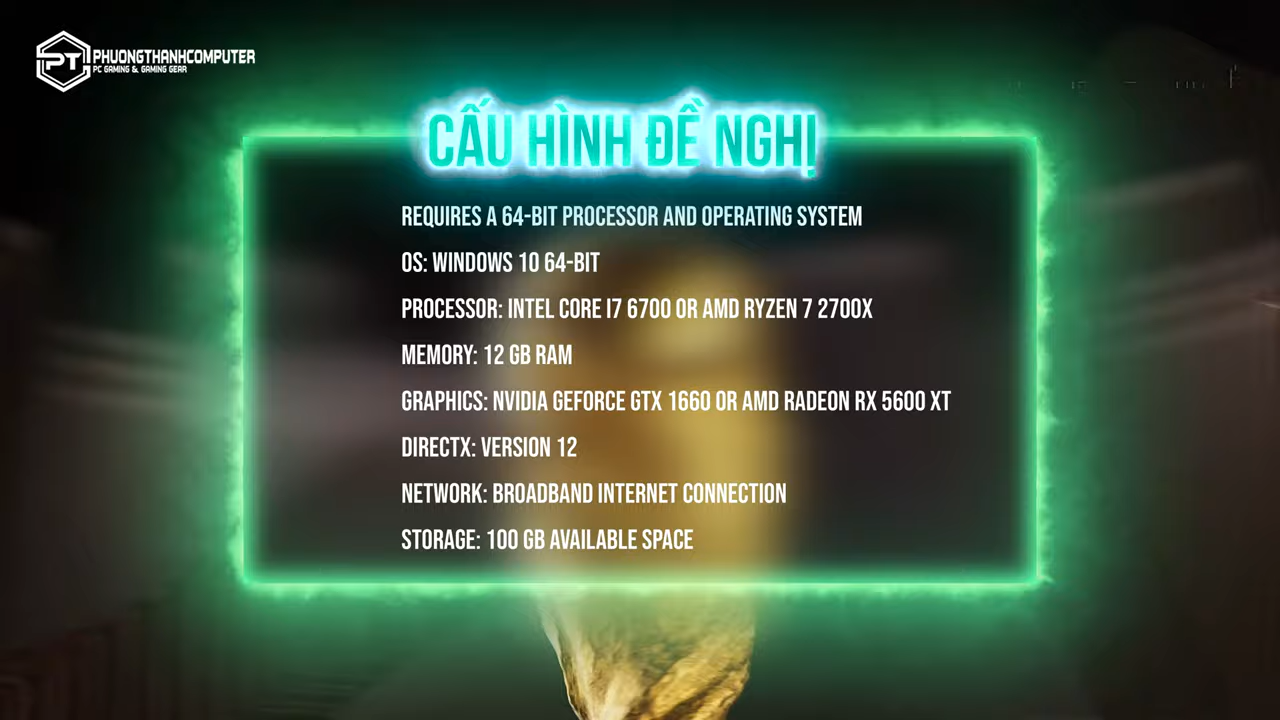 PT
PHUONGTHANHCOMPUTER
PC GAMING & GAMING GEAR
CẤU HÌNH ĐỀ NGHỊ
REQUIRES A 64-BIT PROCESSOR AND OPERATING SYSTEM
OS: WINDOWS 10 64-BIT
PROCESSOR: INTEL CORE I7 6700 OR AMD RYZEN 7 2700X
MEMORY: 12 GB RAM
GRAPHICS: NVIDIA GEFORCE GTX 1660 OR AMD RADEON RX 5600 XT
DIRECTX: VERSION 12
NETWORK: BROADBAND INTERNET CONNECTION
STORAGE: 100 GB AVAILABLE SPACE